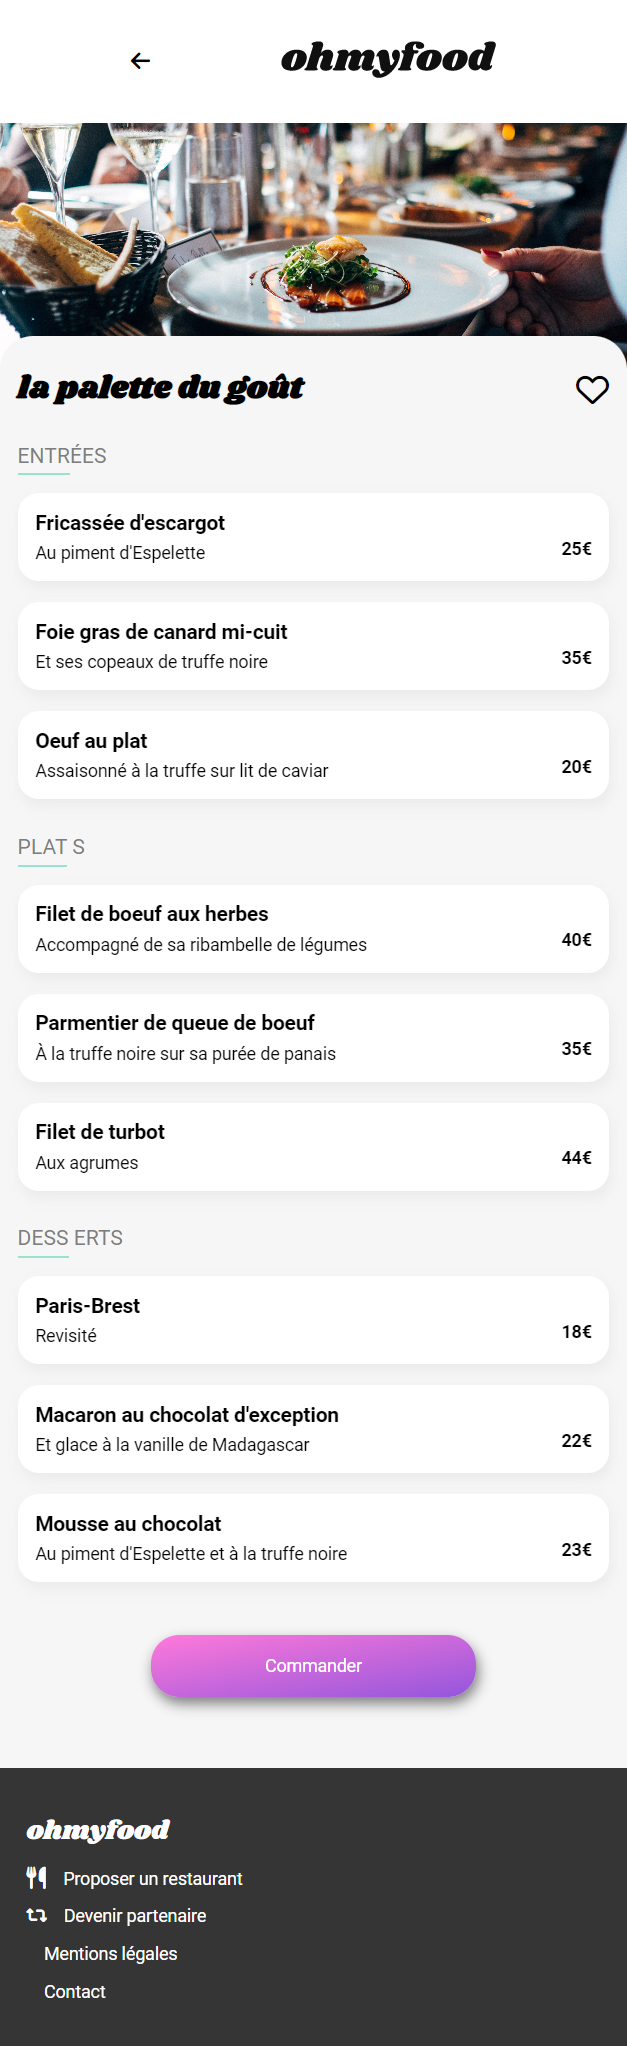 ohmyfood
la palette du goût
ENTRÉES
Fricassée d'escargot
Au piment d'Espelette
25€
Foie gras de canard mi-cuit
Et ses copeaux de truffe noire
35€
Oeuf au plat
Assaisonné à la truffe sur lit de caviar
20€
PLAT S
Filet de boeuf aux herbes
Accompagné de sa ribambelle de légumes
40€
Parmentier de queue de boeuf
À la truffe noire sur sa purée de panais
35€
Filet de turbot
Aux agrumes
44€
DESS ERTS
Paris-Brest
Revisité
18€
Macaron au chocolat d'exception
Et glace à la vanille de Madagascar
22€
Mousse au chocolat
Au piment d'Espelette et à la truffe noire
23€
Commander
ohmyfood
Proposer un restaurant
Devenir partenaire
Mentions légales
Contact